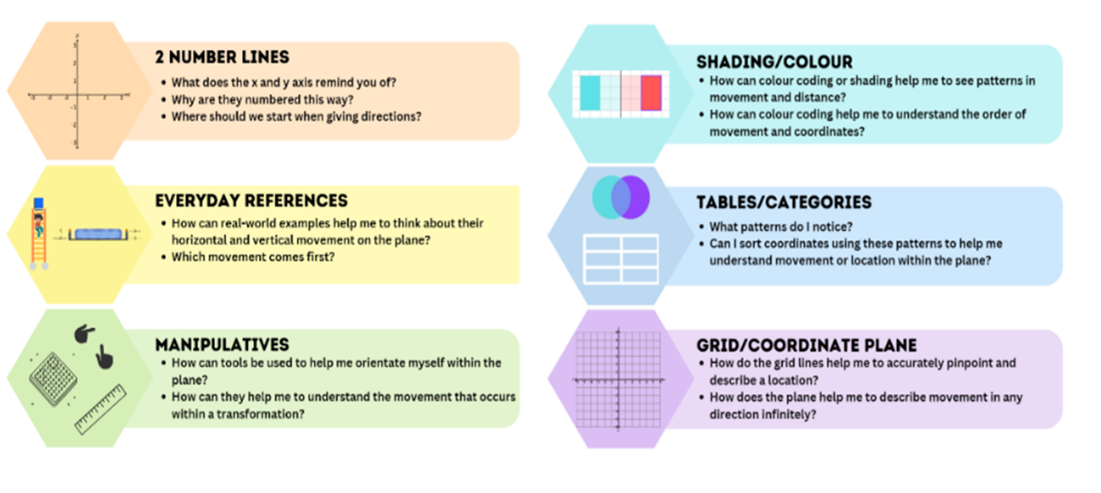 2 NUMBER LINES
• What does the x and y axis remind you of?
• Why are they numbered this way?
• Where should we start when giving directions?
EVERYDAY REFERENCES
• How can real-world examples help me to think about their
horizontal and vertical movement on the plane?
• Which movement comes first?
MANIPULATIVES
• How can tools be used to help me orientate myself within the
plane?
• How can they help me to understand the movement that occurs
within a transformation?
SHADING/COLOUR
• How can colour coding or shading help me to see patterns in
movement and distance?
• How can colour coding help me to understand the order of
movement and coordinates?
TABLES/CATEGORIES
• What patterns do I notice?
• Can I sort coordinates using these patterns to help me
understand movement or location within the plane?
GRID/COORDINATE PLANE
• How do the grid lines help me to accurately pinpoint and
describe a location?
• How does the plane help me to describe movement in any
direction infinitely?